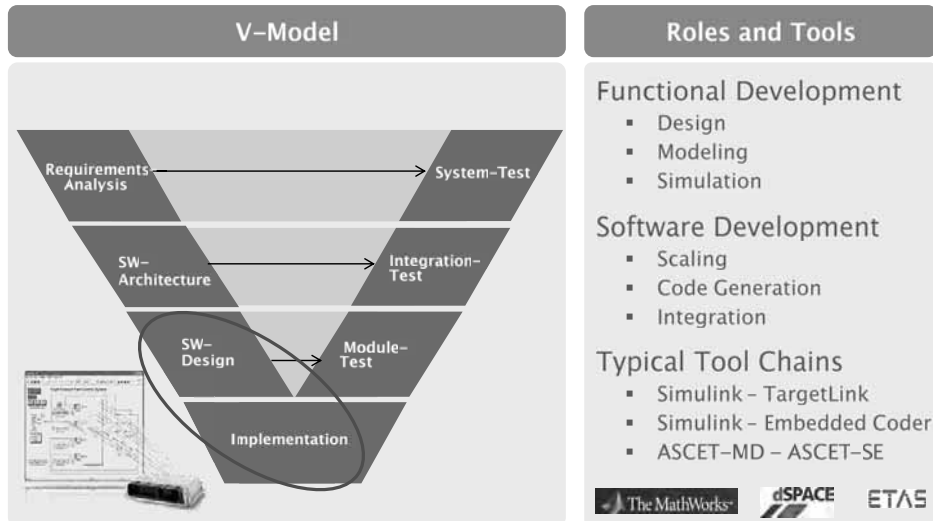 V-Model
Requirements
Analysis
System-Test
SW-
Architecture
Integration-
Test
SW-
Design
Module-
Test
Implementation
Roles and Tools
Functional Development
▪ Design
▪ Modeling
▪ Simulation
Software Development
▪ Scaling
▪ Code Generation
▪ Integration
Typical Tool Chains
▪ Simulink – TargetLink
▪ Simulink – Embedded Coder
▪ ASCET-MD – ASCET-SE
The MathWorks
dSPACE
ETAS